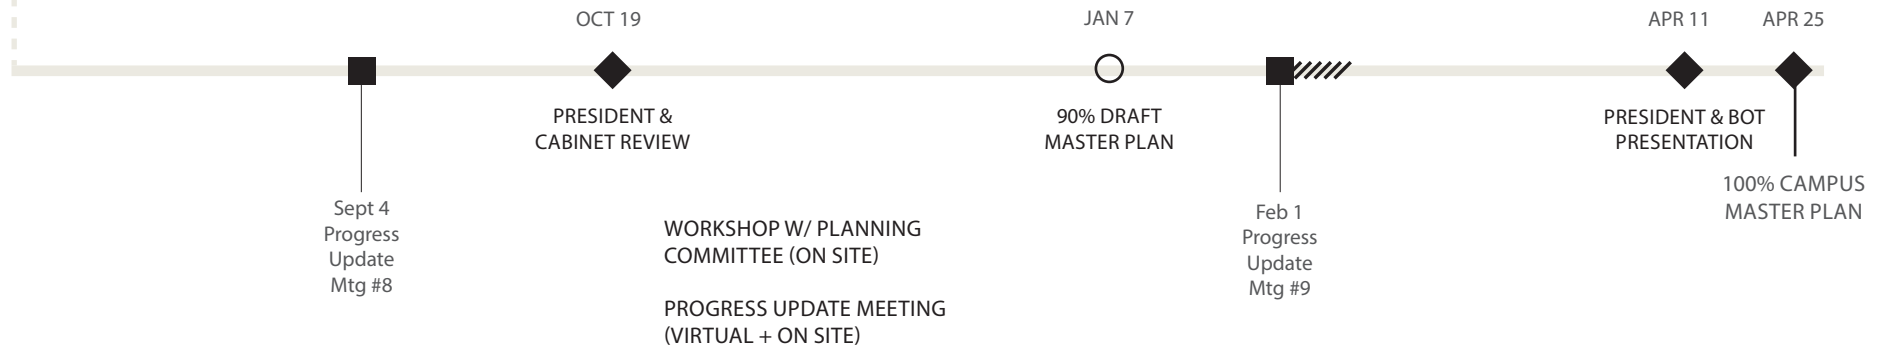 OCT 19
JAN 7
APR 11
APR 25
PRESIDENT &
CABINET REVIEW
90% DRAFT
MASTER PLAN
PRESIDENT & BOT
PRESENTATION
100% CAMPUS
MASTER PLAN
Sept 4
Progress
Update
Mtg #8
WORKSHOP W/ PLANNING
COMMITTEE (ON SITE)
PROGRESS UPDATE MEETING
(VIRTUAL + ON SITE)
Feb 1
Progress
Update
Mtg #9